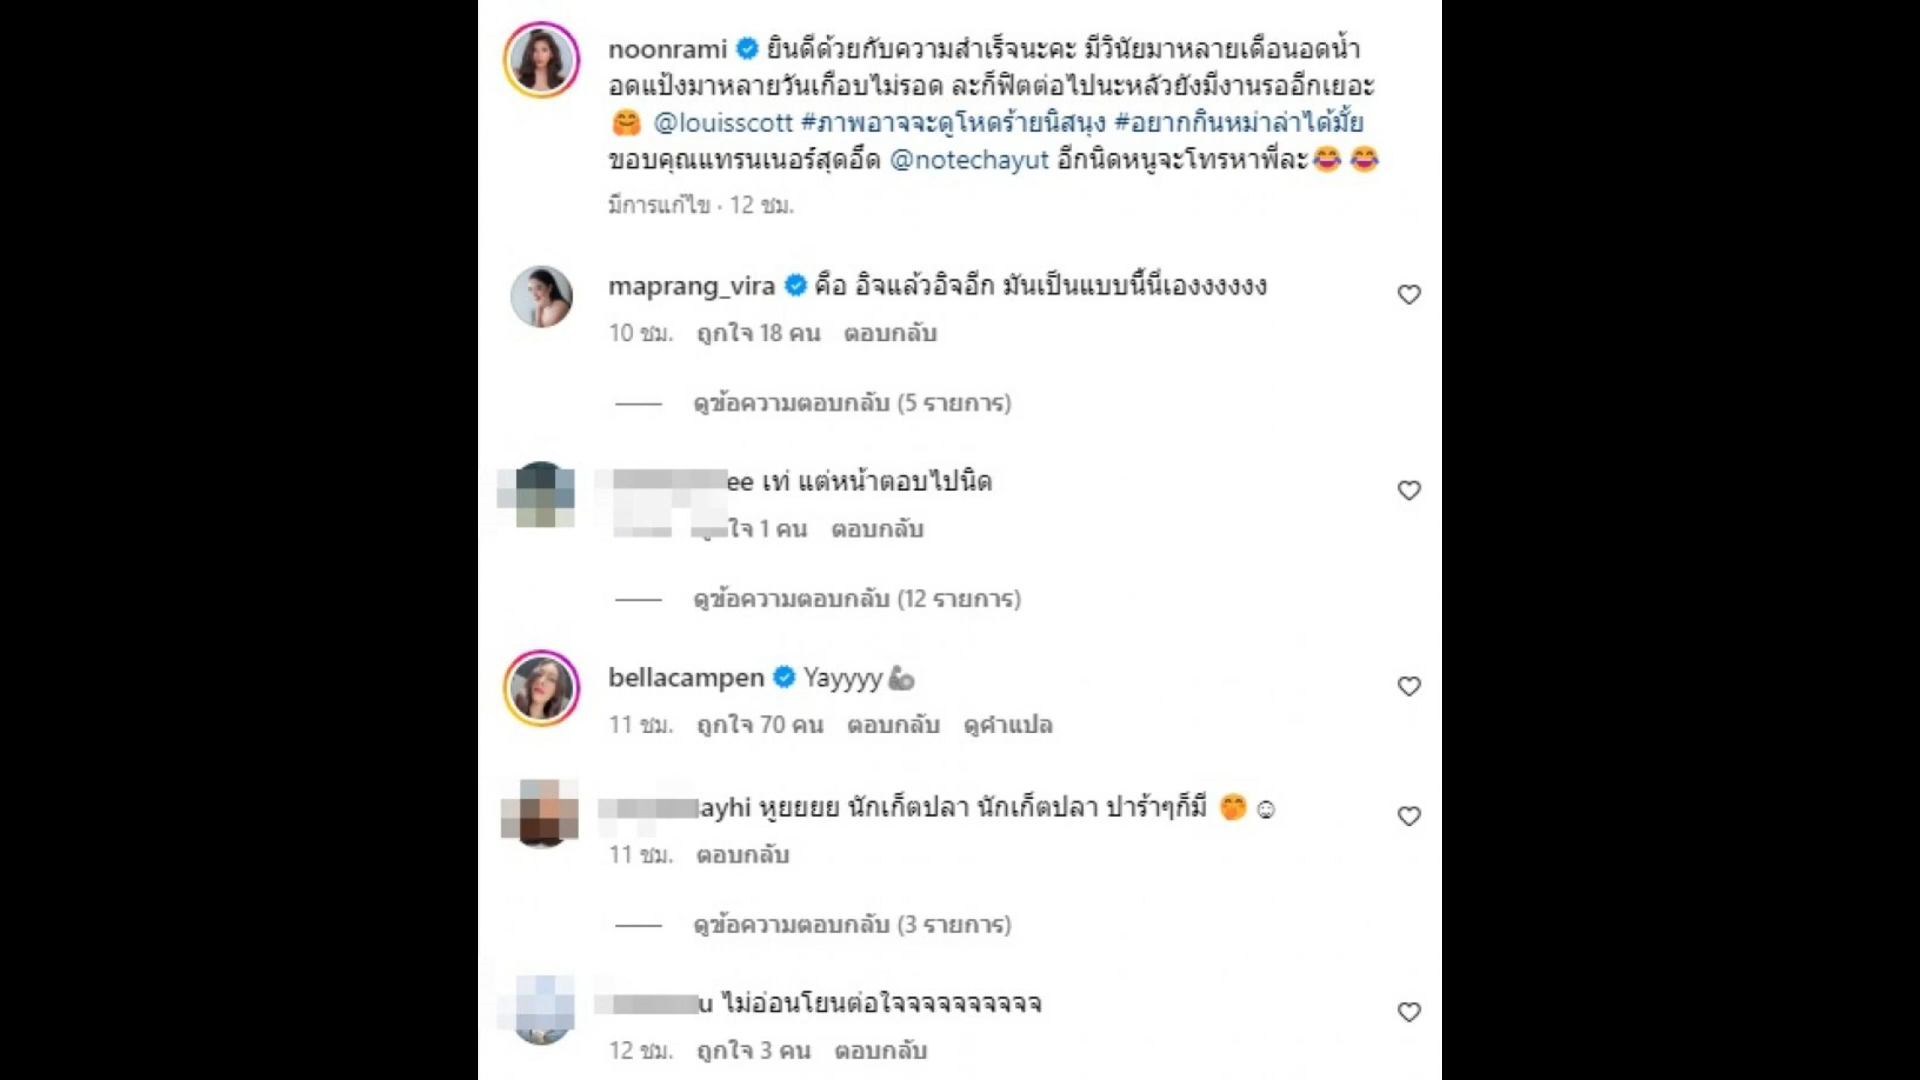 noonrami ยินดีด้วยกับความสำเร็จนะคะ มีวินัยมาหลายเดือนอดน้ำ
อดแป้งมาหลายวันเกือบไม่รอด ละก็ฟิตต่อไปนะหลัวยังมีงานรออีกเยอะ
🤗 @louisscott #ภาพอาจจะดูโหดร้ายนิสนุง #อยากกินหม่าล่าได้มั้ย
ขอบคุณแทรนเนอร์สุดอึ๊ด @notechayut อีกนิดหนูจะโทรหาพี่ละ😂 😂
มีการแก้ไข · 12 ชม.
maprang_vira คือ อิจแล้วอิจอีก มันเป็นแบบนี้นี่เองงงงงง
10 ชม. ถูกใจ 18 คน ตอบกลับ
ดูข้อความตอบกลับ (5 รายการ)
ee เท่ แต่หน้าตอบไปนิด
ใจ 1 คน ตอบกลับ
ดูข้อความตอบกลับ (12 รายการ)
bellacampen Yayyyy🦾
11 ชม. ถูกใจ 70 คน ตอบกลับ ดูคำแปล
ayhi หูยยยย นักเก็ตปลา นักเก็ตปลา ปาร้าๆก็มี 🤭☺
11 ชม. ตอบกลับ
ดูข้อความตอบกลับ (3 รายการ)
u ไม่อ่อนโยนต่อใจจจจจจจจจจ
12 ชม. ถูกใจ 3 คน ตอบกลับ